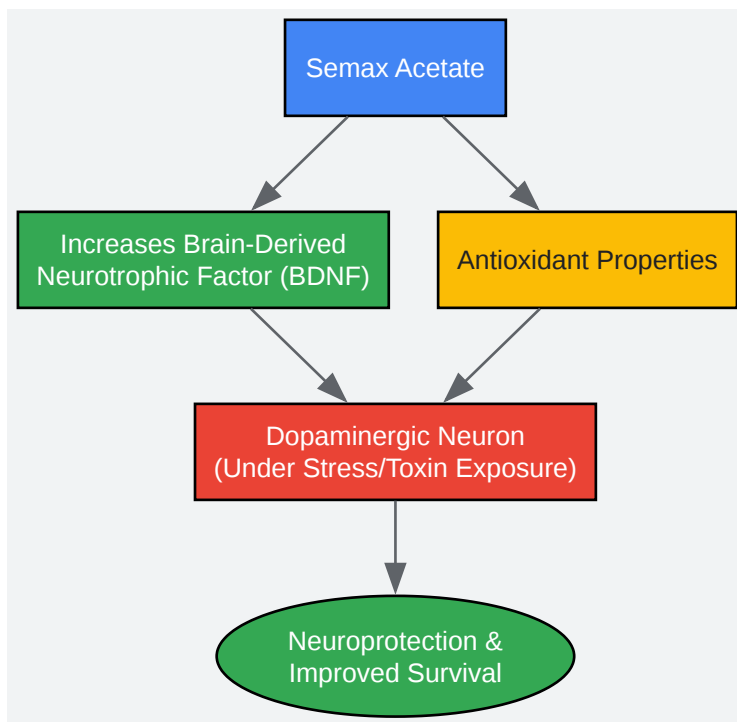 Semax Acetate
Increases Brain-Derived
Neurotrophic Factor (BDNF)
Antioxidant Properties
Dopaminergic Neuron
(Under Stress/Toxin Exposure)
Neuroprotection &
Improved Survival